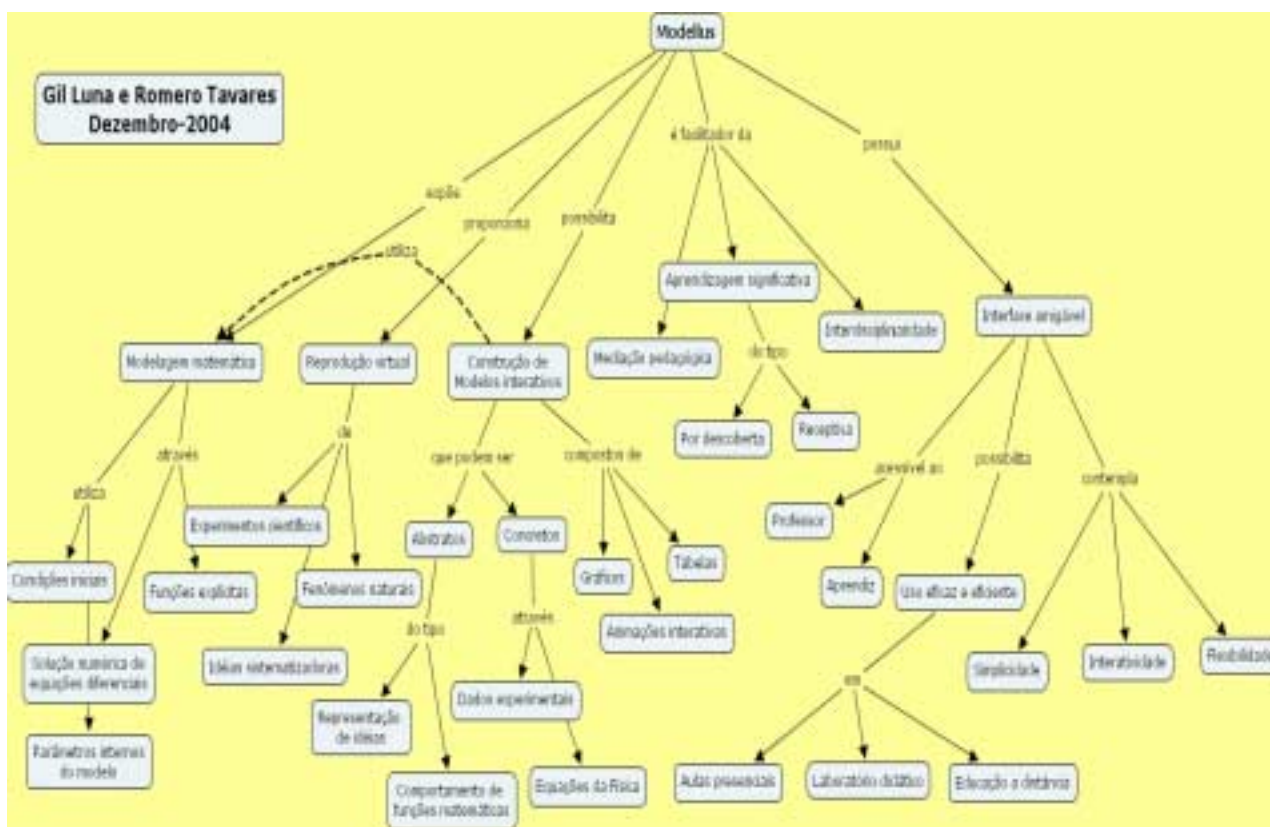 Modellus
Gil Luna e Romero Tavares
Dezembro-2004
é facilitador da
possui
expõe
proporciona
possibilita
utiliza
Aprendizagem significativa
Interdisciplinaridade
Interface amigável
Modelagem matemática
Reprodução virtual
Construção de
Modelos interativos
Mediação pedagógica
do tipo
Por descoberta
Receptiva
de
através
que podem ser
compostos de
acessível ao
possibilita
contempla
utiliza
Experimentos científicos
Abstratos
Concretos
Professor
Condições iniciais
Funções explícitas
Fenômenos naturais
Gráficos
Tabelas
Aprendiz
Uso eficaz e eficiente
do tipo
através
Animações interativas
Solução numérica de
equações diferenciais
Idéias sistematizadoras
Simplicidade
Interatividade
Flexibilidade
em
Dados experimentais
Representação
de idéias
Parâmetros internos
do modelo
Comportamento de
funções matemáticas
Equações da Física
Aulas presenciais
Laboratório didático
Educação a distância